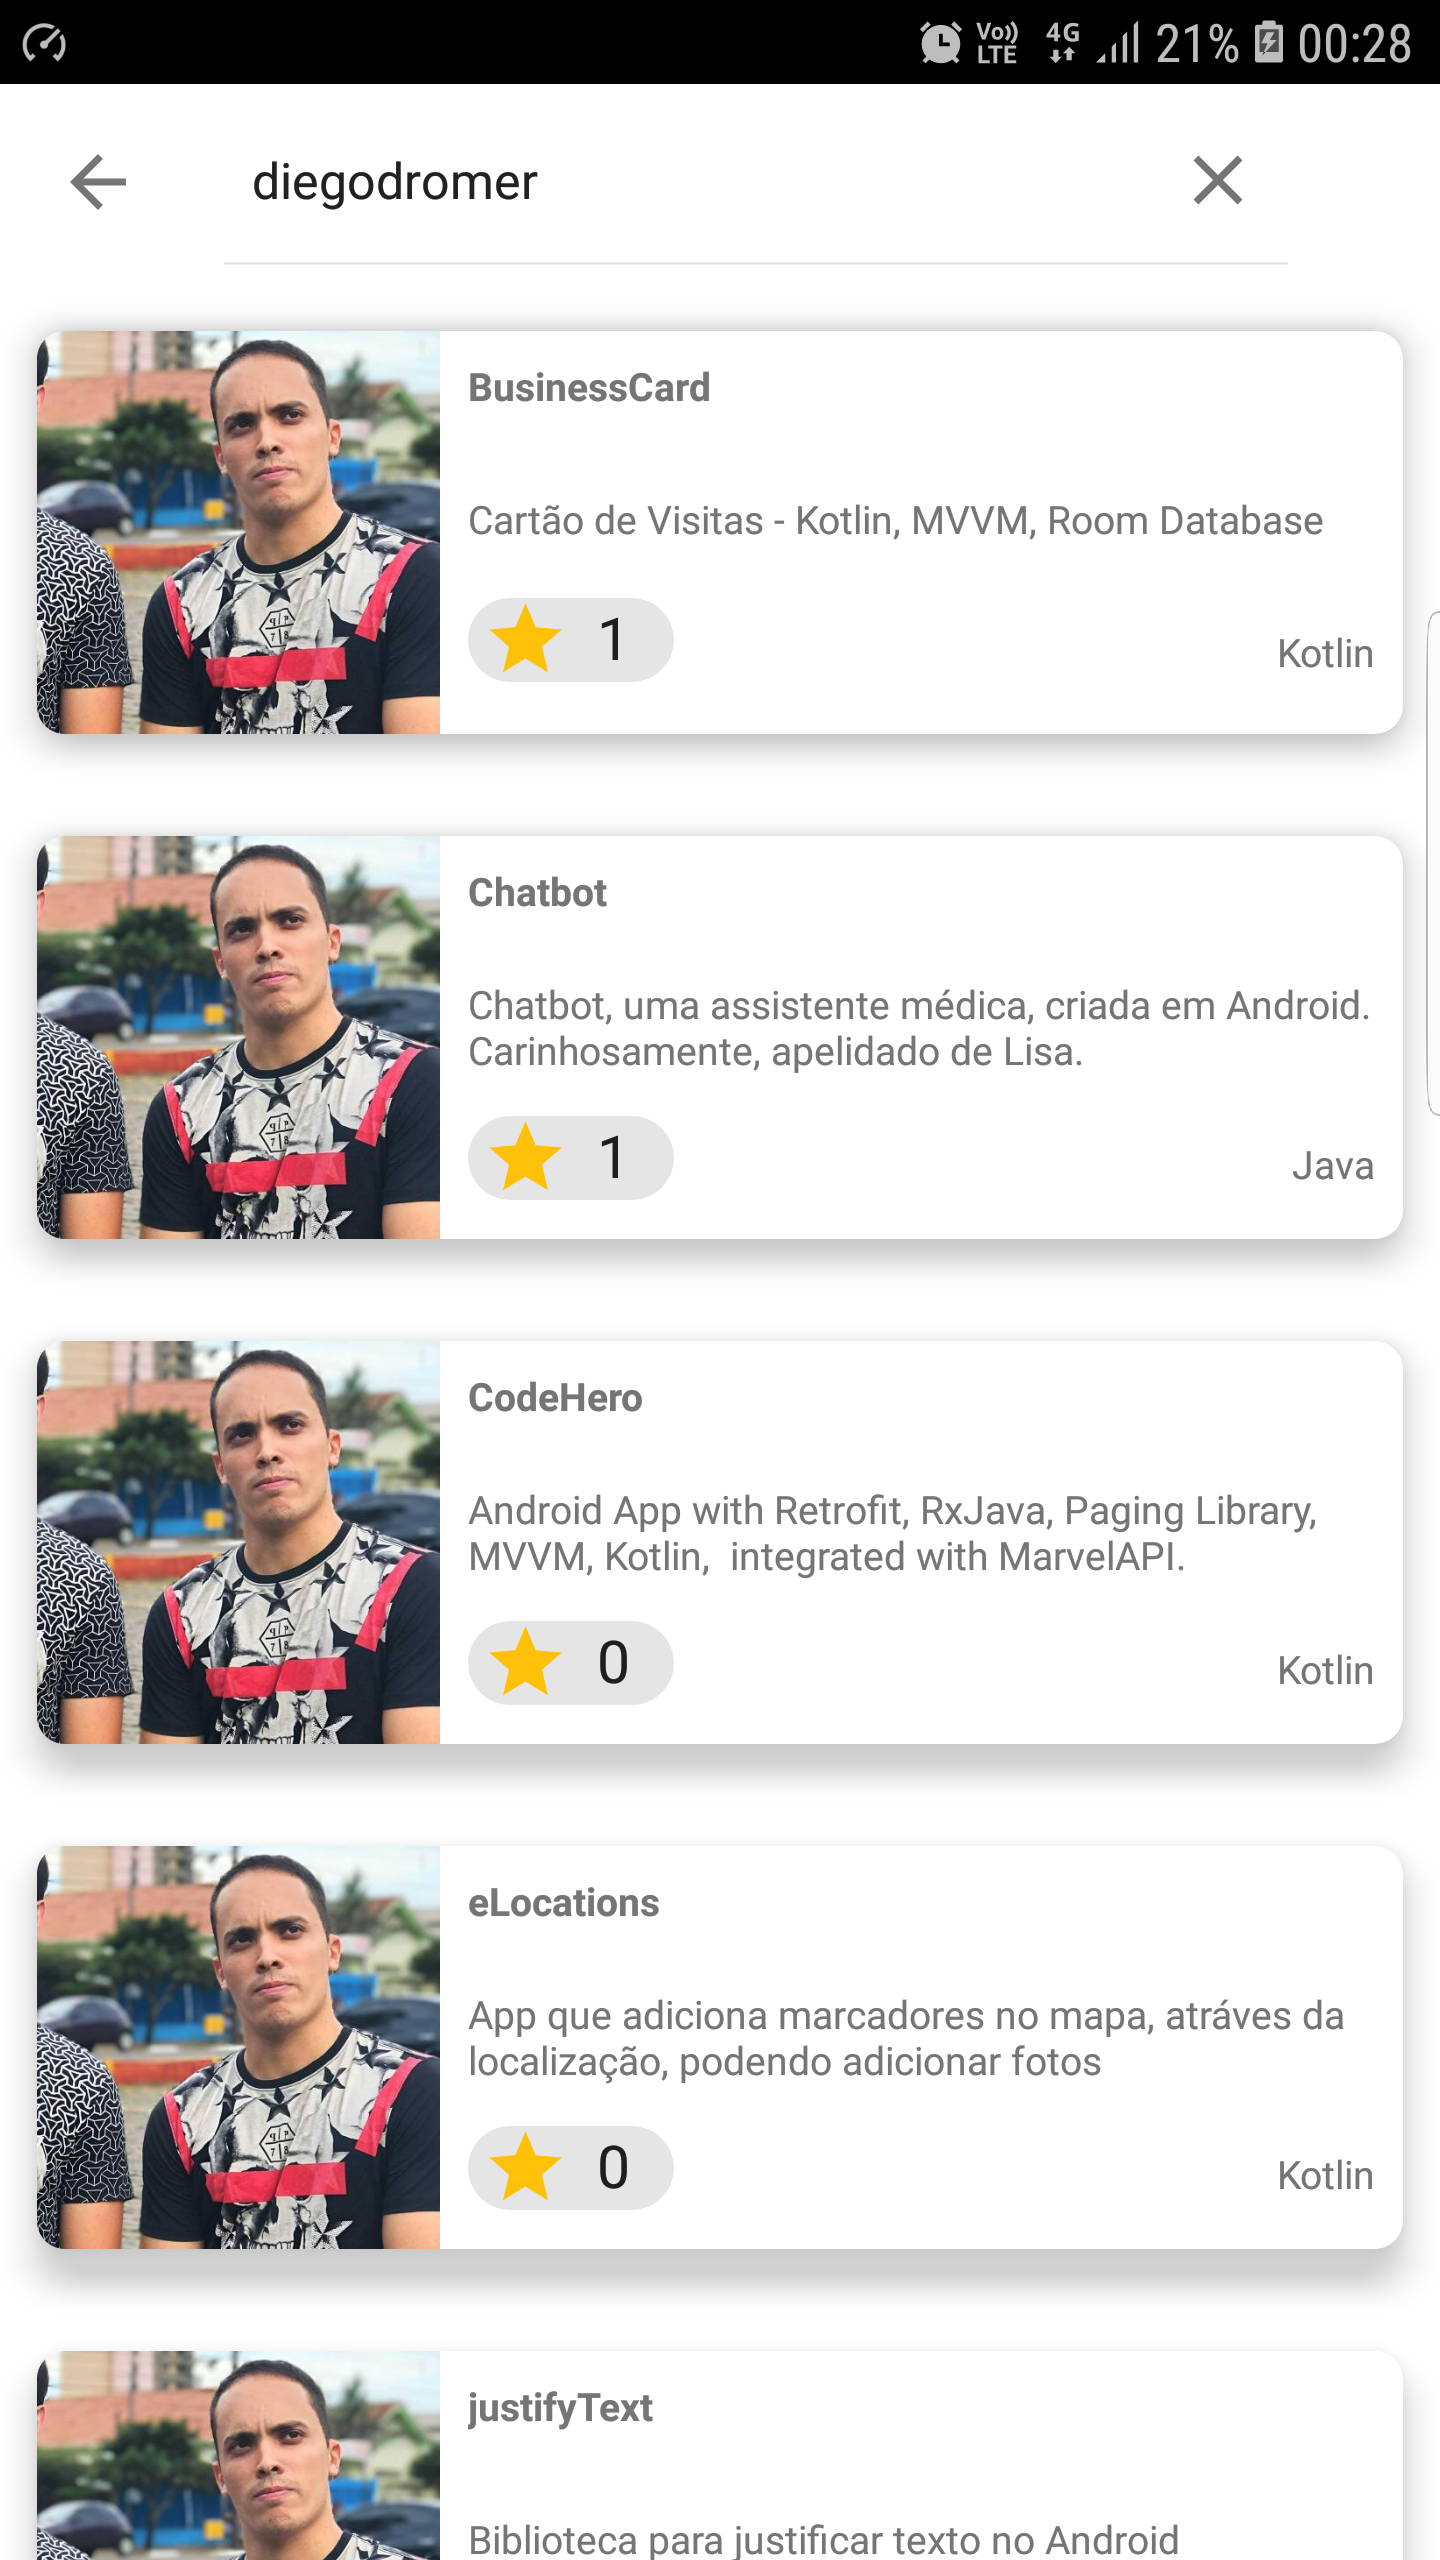 Vo)) LTE 4G 21% 00:28
diegodromer
BusinessCard
Cartão de Visitas - Kotlin, MVVM, Room Database
1
Kotlin
Chatbot
Chatbot, uma assistente médica, criada em Android.
Carinhosamente, apelidado de Lisa.
1
Java
CodeHero
Android App with Retrofit, RxJava, Paging Library,
MVVM, Kotlin,  integrated with MarvelAPI.
0
Kotlin
eLocations
App que adiciona marcadores no mapa, atráves da
localização, podendo adicionar fotos
0
Kotlin
justifyText
Biblioteca para justificar texto no Android